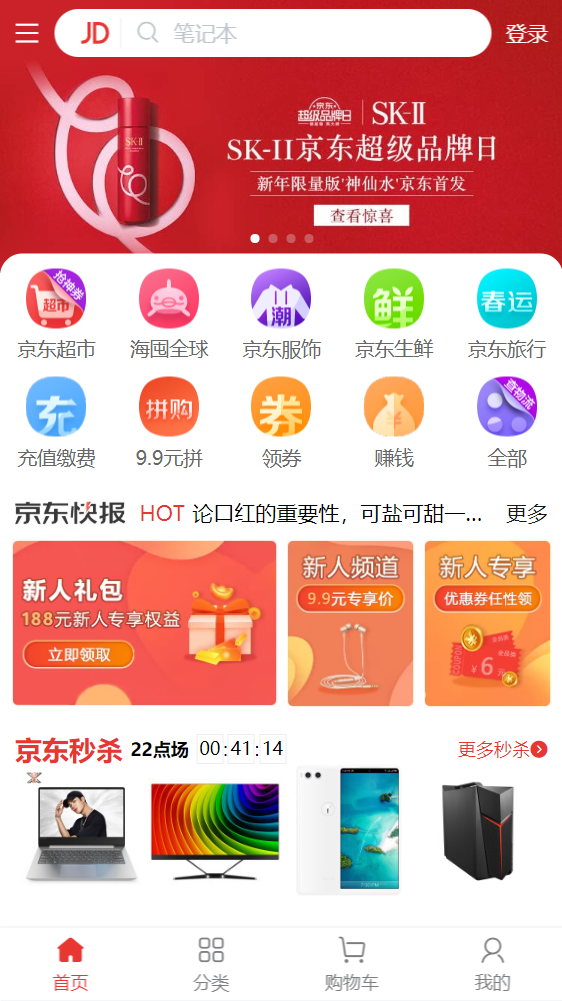 JD 笔记本 登录
京东
超级品牌日 SK-II
SK-II京东超级品牌日
新年限量版'神仙水'京东首发
查看惊喜
SK-II
抢神券
超市 潮 鲜 春运
京东超市 海囤全球 京东服饰 京东生鲜 京东旅行
查物流
充 拼购 券 ¥
充值缴费 9.9元拼 领券 赚钱 全部
京东快报 HOT 论口红的重要性，可盐可甜一... 更多
新人礼包
188元新人专享权益
立即领取
新人频道
9.9元专享价
新人专享
优惠券任性领
COUPON
¥6元
京东秒杀 22点场 00:41:14 更多秒杀
首页 分类 购物车 我的